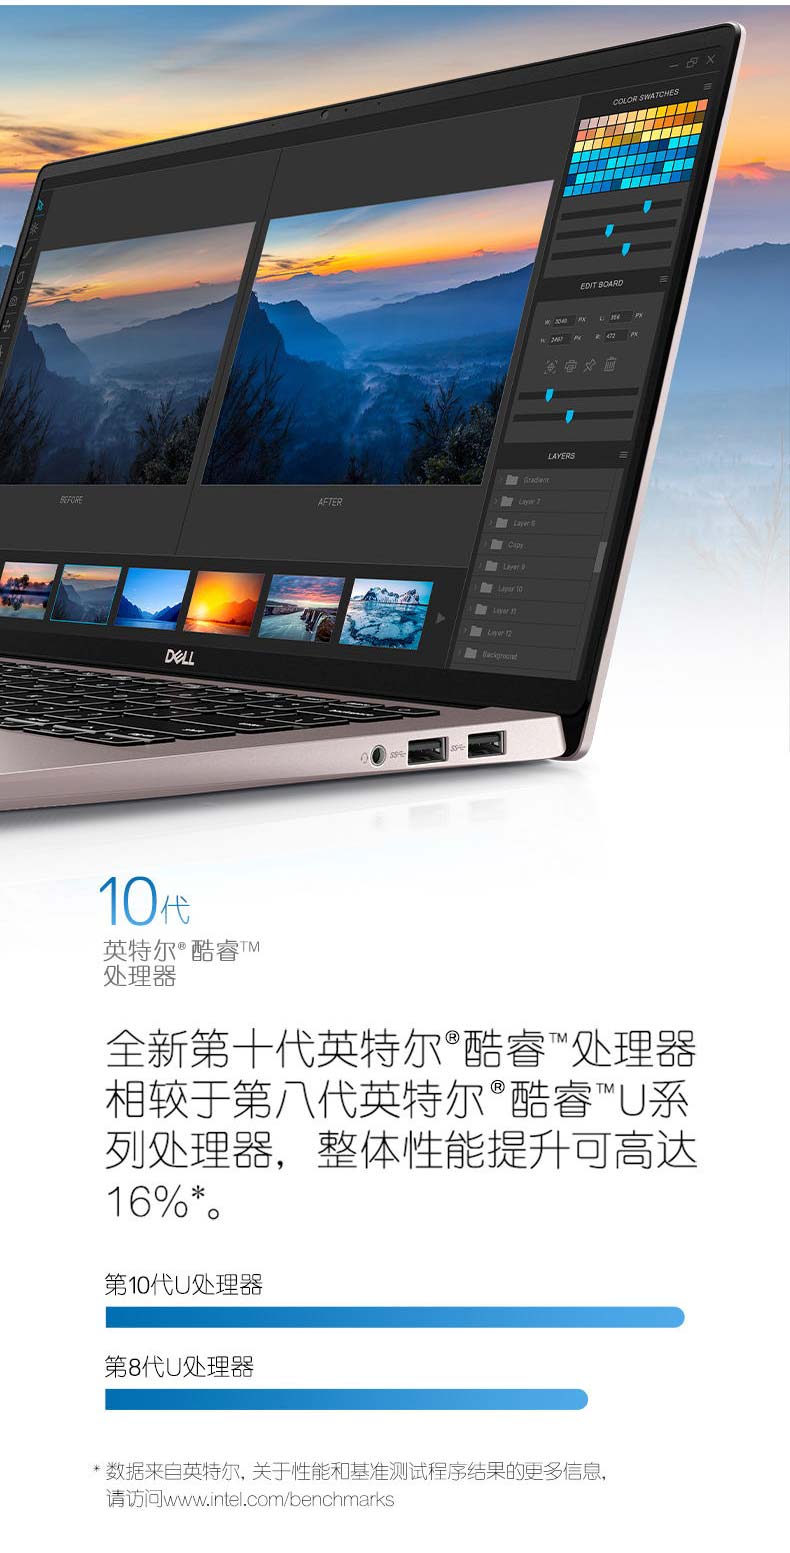 COLOR SWATCHES
EDIT BOARD
W: 3040 PX L: 356 PX
H: 2467 PX R: 472 PX
LAYERS
Gradient
Layer 7
Layer 8
Copy
Layer 9
Layer 10
Layer 11
Layer 12
Background
BEFORE
AFTER
DELL
10代
英特尔® 酷睿™
处理器
全新第十代英特尔®酷睿™处理器
相较于第八代英特尔®酷睿™U系
列处理器，整体性能提升可高达
16%*。
第10代U处理器
第8代U处理器
* 数据来自英特尔, 关于性能和基准测试程序结果的更多信息,
请访问www.intel.com/benchmarks